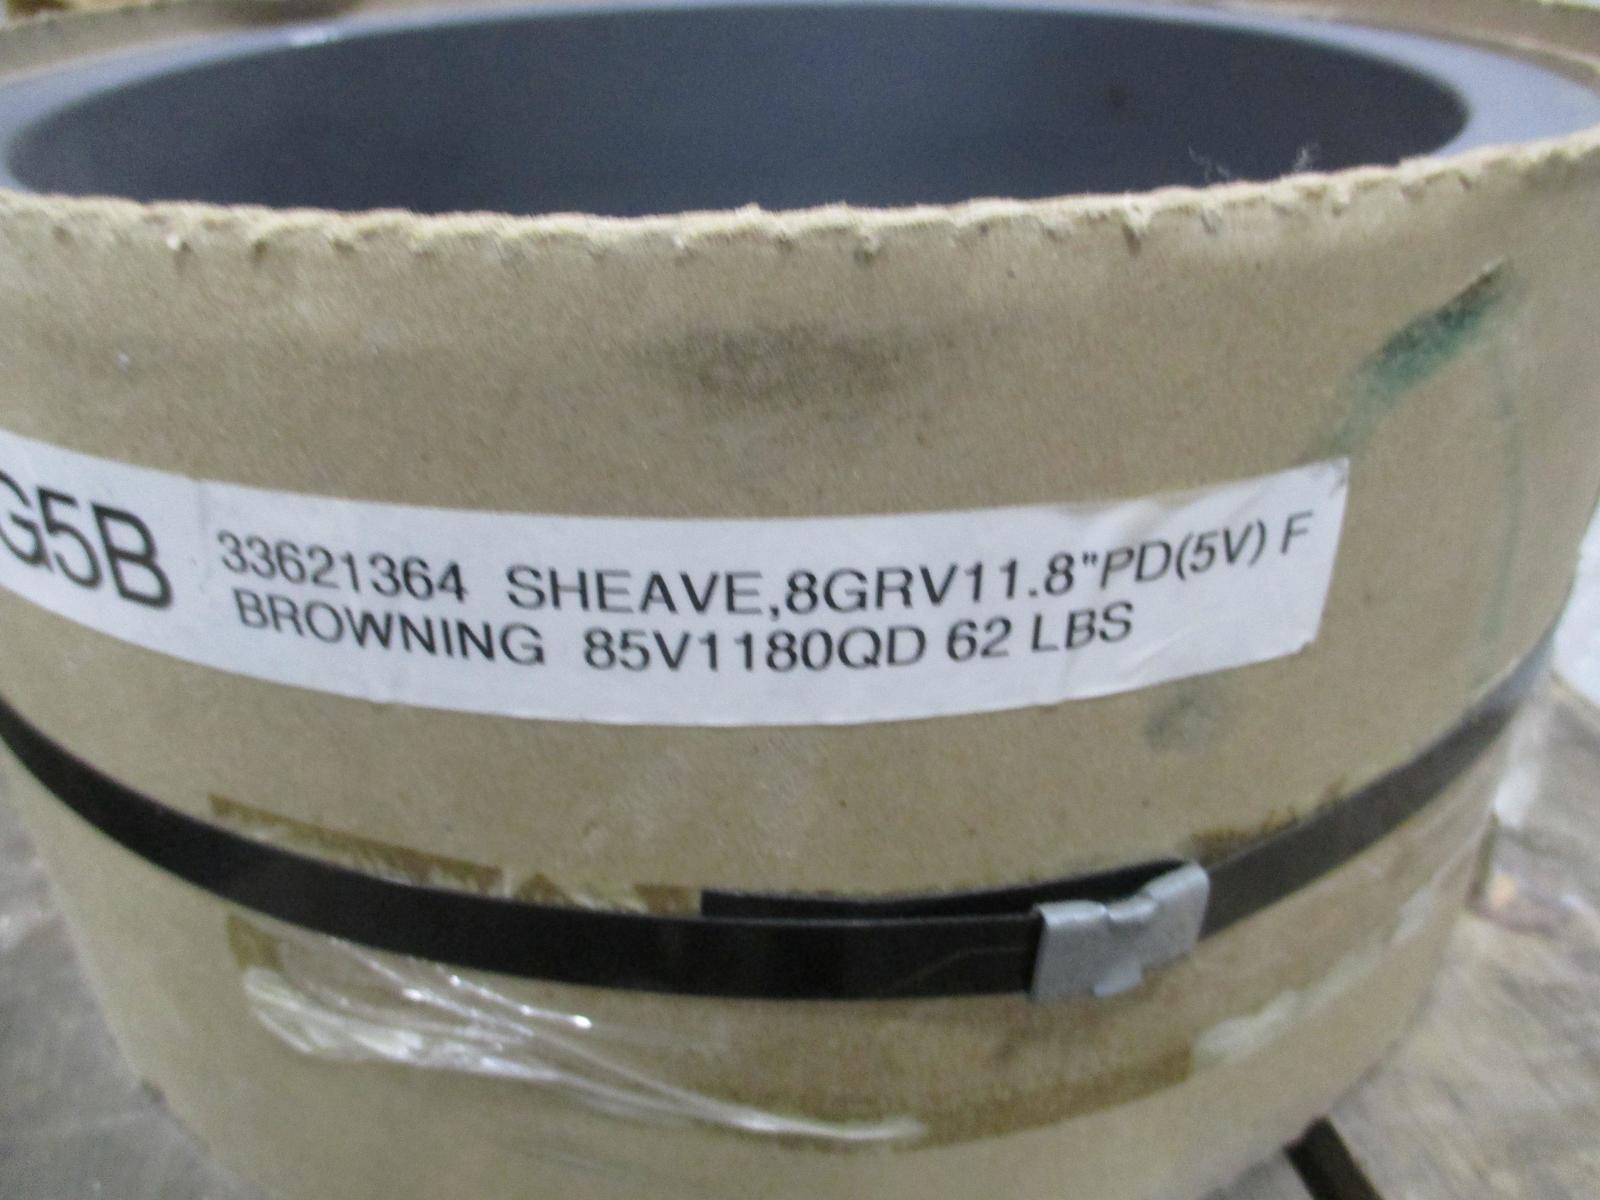 G5B
33621364 SHEAVE,8GRV11.8"PD(5V) F
BROWNING 85V1180QD 62 LBS